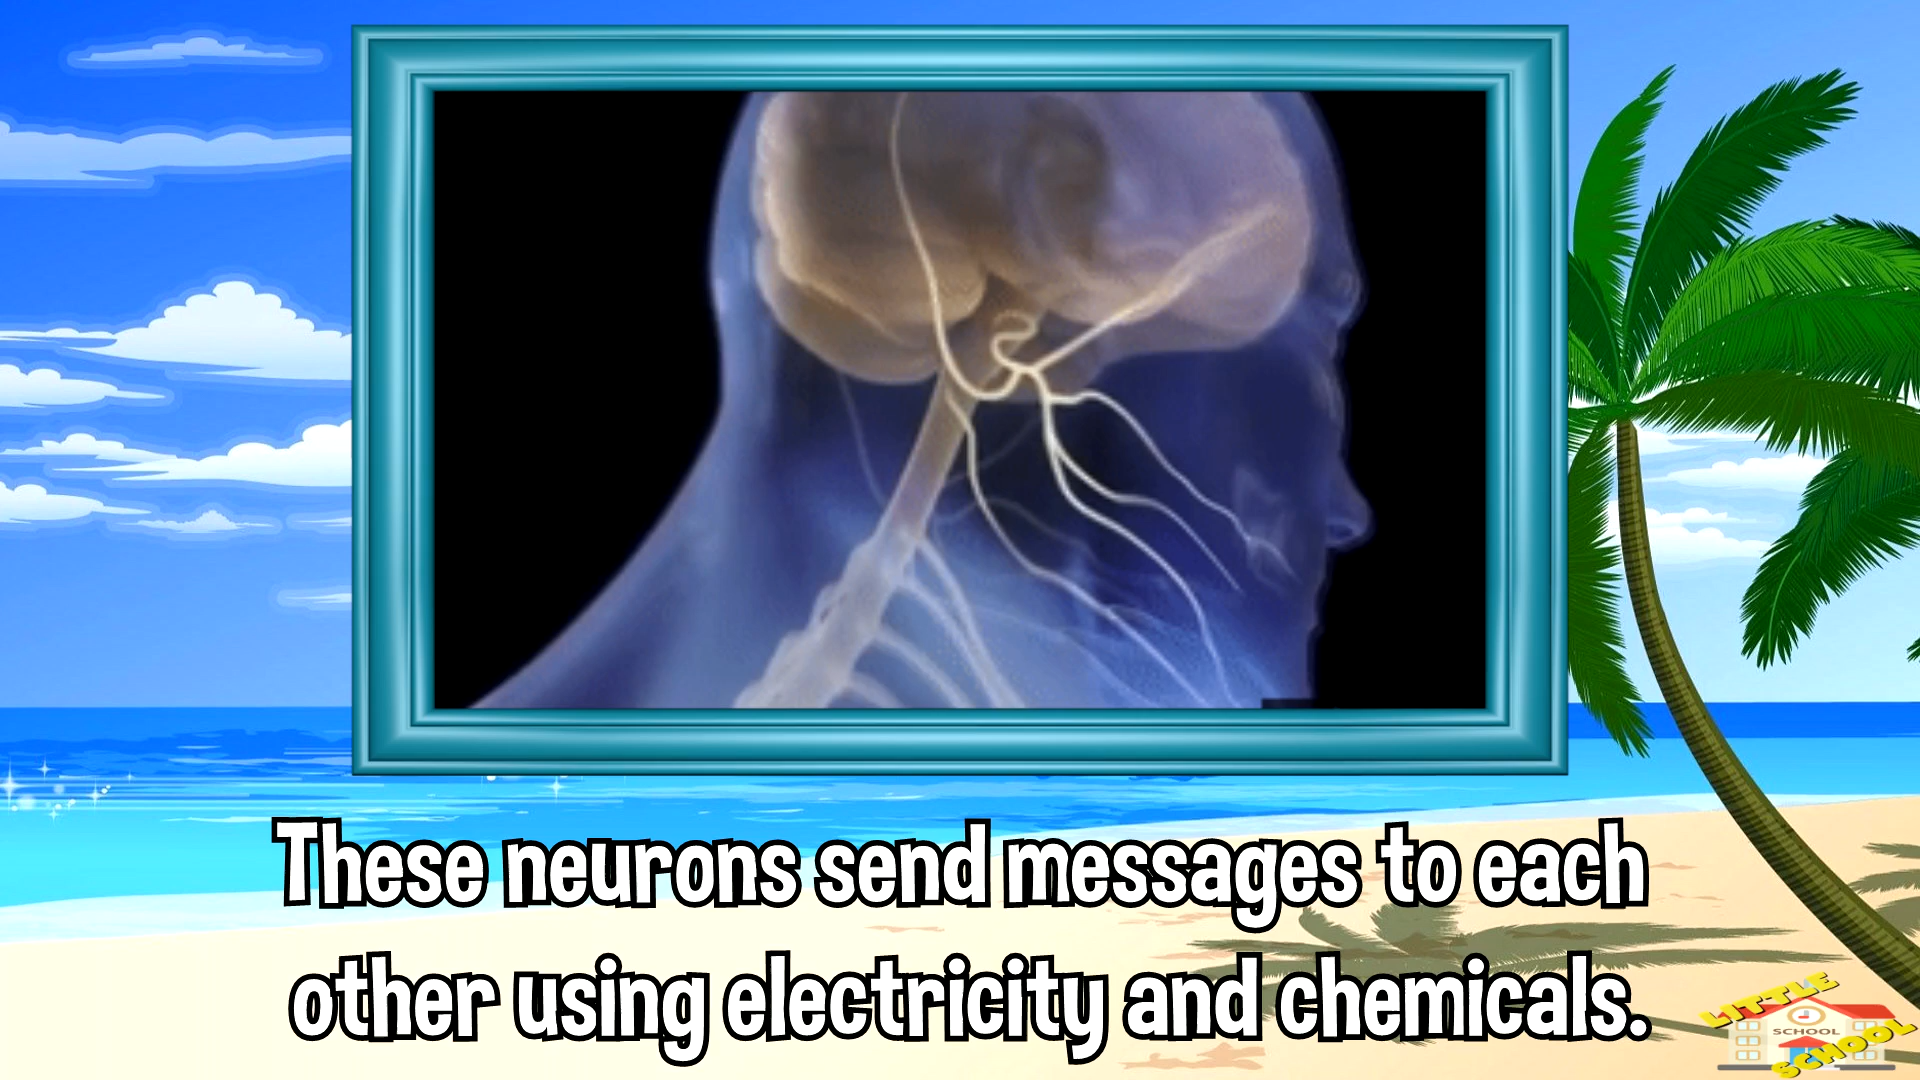 These neurons send messages to each
other using electricity and chemicals.
LITTLE
SCHOOL
SCHOOL